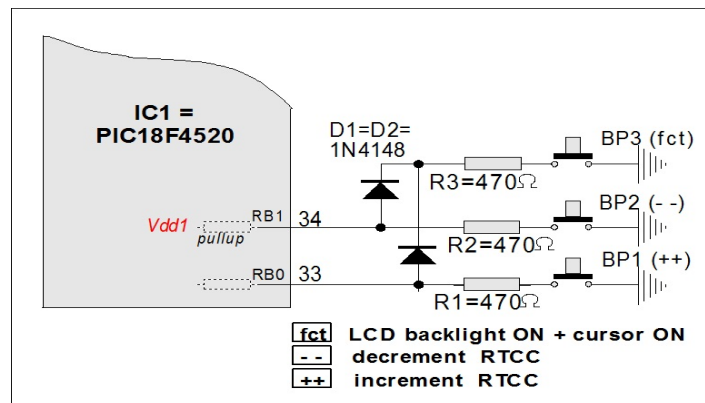 IC1 =
PIC18F4520
D1=D2=
1N4148
BP3 (fct)
R3=470Ω
Vdd1
pullup
RB1
34
BP2 (- -)
R2=470Ω
RB0
33
BP1 (++)
R1=470Ω
fct LCD backlight ON + cursor ON
- - decrement RTCC
++ increment RTCC